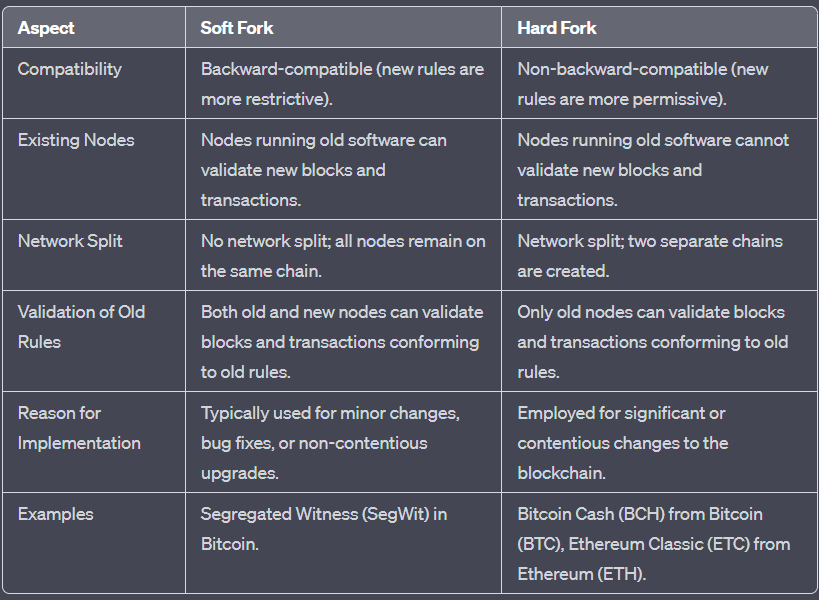 Aspect Soft Fork Hard Fork
Compatibility Backward-compatible (new rules are Non-backward-compatible (new
more restrictive). rules are more permissive).
Existing Nodes Nodes running old software can Nodes running old software cannot
validate new blocks and validate new blocks and
transactions. transactions.
Network Split No network split; all nodes remain on Network split; two separate chains
the same chain. are created.
Validation of Old Both old and new nodes can validate Only old nodes can validate blocks
Rules blocks and transactions conforming and transactions conforming to old
to old rules. rules.
Reason for Typically used for minor changes, Employed for significant or
Implementation bug fixes, or non-contentious contentious changes to the
upgrades. blockchain.
Examples Segregated Witness (SegWit) in Bitcoin Cash (BCH) from Bitcoin
Bitcoin. (BTC), Ethereum Classic (ETC) from
Ethereum (ETH).